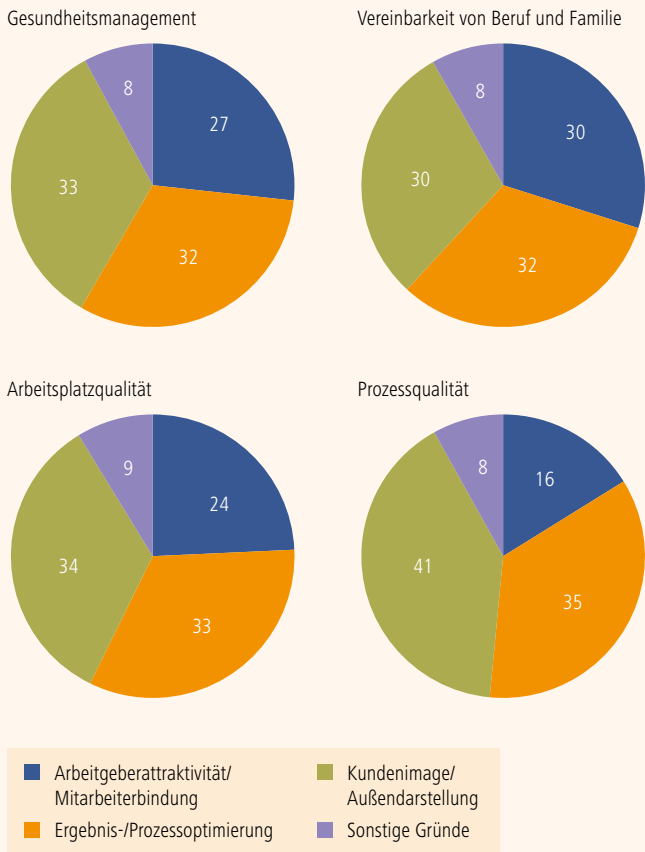 Gesundheitsmanagement
8
27
33
32
Vereinbarkeit von Beruf und Familie
8
30
30
32
Arbeitsplatzqualität
9
24
34
33
Prozessqualität
8
16
41
35
Arbeitgeberattraktivität/
Mitarbeiterbindung
Ergebnis-/Prozessoptimierung
Kundenimage/
Außendarstellung
Sonstige Gründe